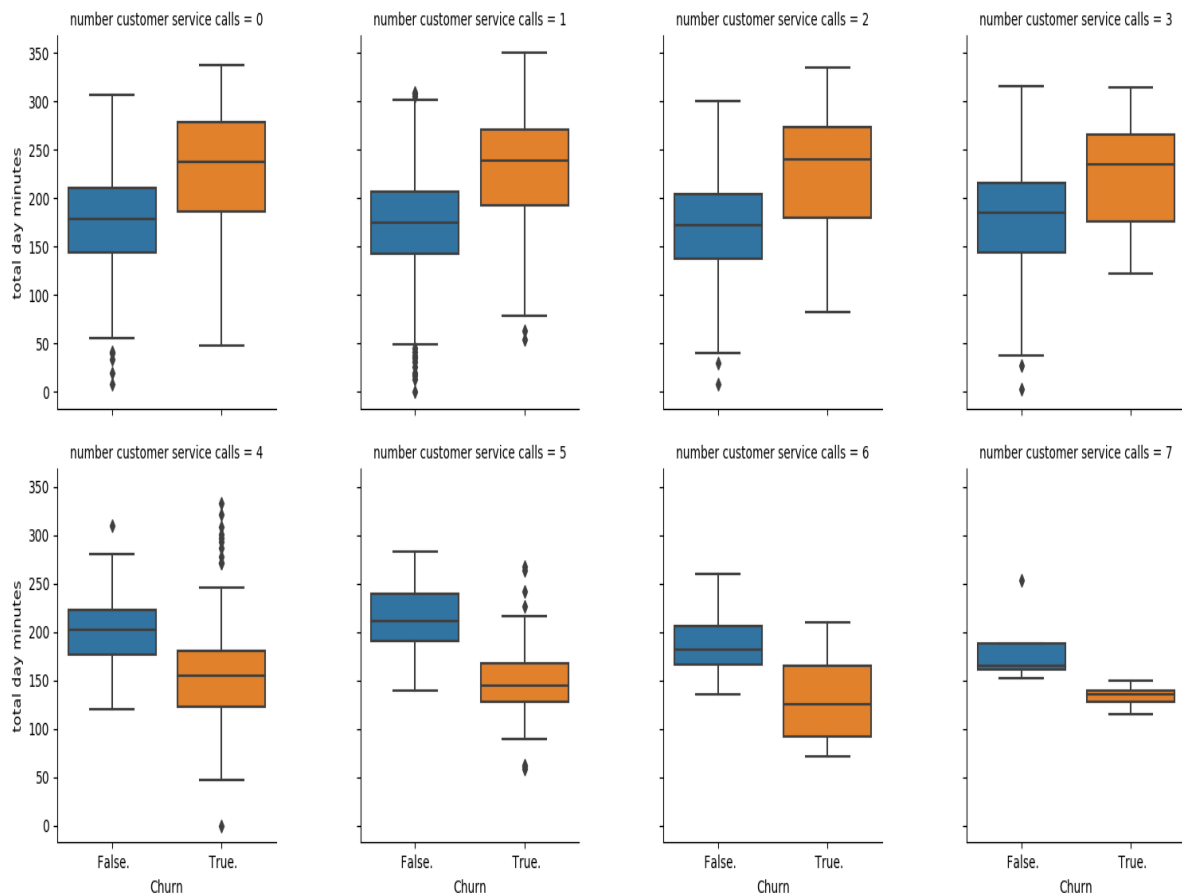 number customer service calls = 0
number customer service calls = 1
number customer service calls = 2
number customer service calls = 3
350
300
250
200
150
100
50
0
total day minutes
number customer service calls = 4
number customer service calls = 5
number customer service calls = 6
number customer service calls = 7
350
300
250
200
150
100
50
0
total day minutes
False. True.
False. True.
False. True.
False. True.
Churn
Churn
Churn
Churn